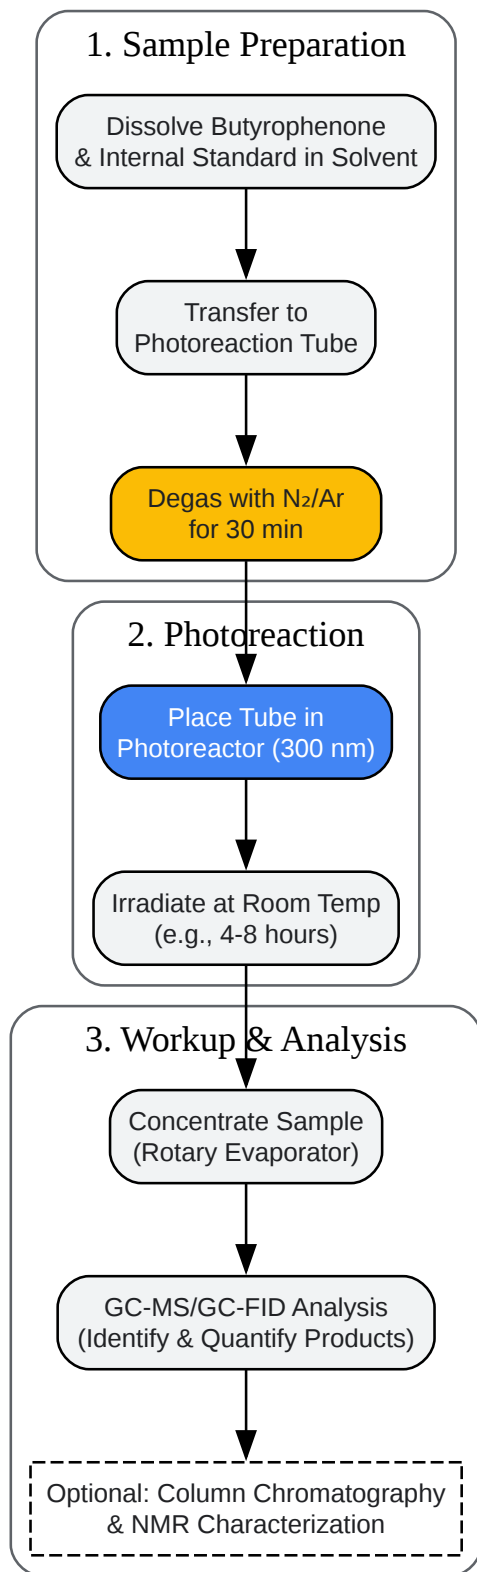 1. Sample Preparation
Dissolve Butyrophenone
& Internal Standard in Solvent
Transfer to
Photoreaction Tube
Degas with N₂/Ar
for 30 min
2. Photoreaction
Place Tube in
Photoreactor (300 nm)
Irradiate at Room Temp
(e.g., 4-8 hours)
3. Workup & Analysis
Concentrate Sample
(Rotary Evaporator)
GC-MS/GC-FID Analysis
(Identify & Quantify Products)
Optional: Column Chromatography
& NMR Characterization